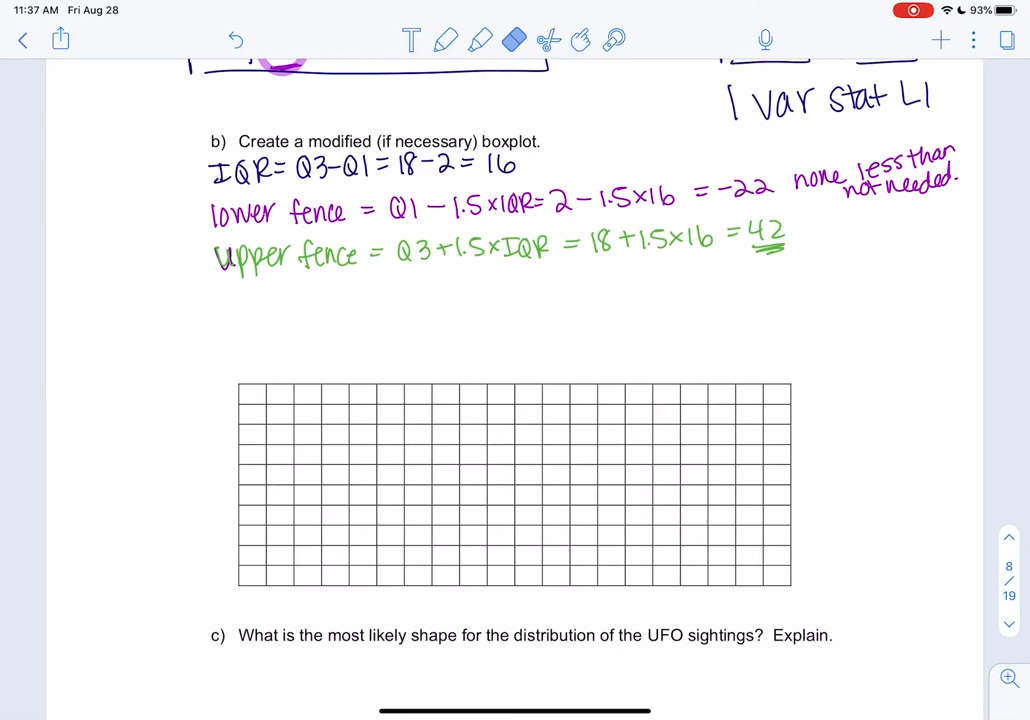 11:37 AM Fri Aug 28
93%
T
1 var stat L1
b) Create a modified (if necessary) boxplot.
IQR = Q3-Q1 = 18-2 = 16
lower fence = Q1 - 1.5×IQR = 2 - 1.5×16 = -22 none less than
not needed.
upper fence = Q3+1.5×IQR = 18+1.5×16 = 42
8
/
19
c) What is the most likely shape for the distribution of the UFO sightings? Explain.